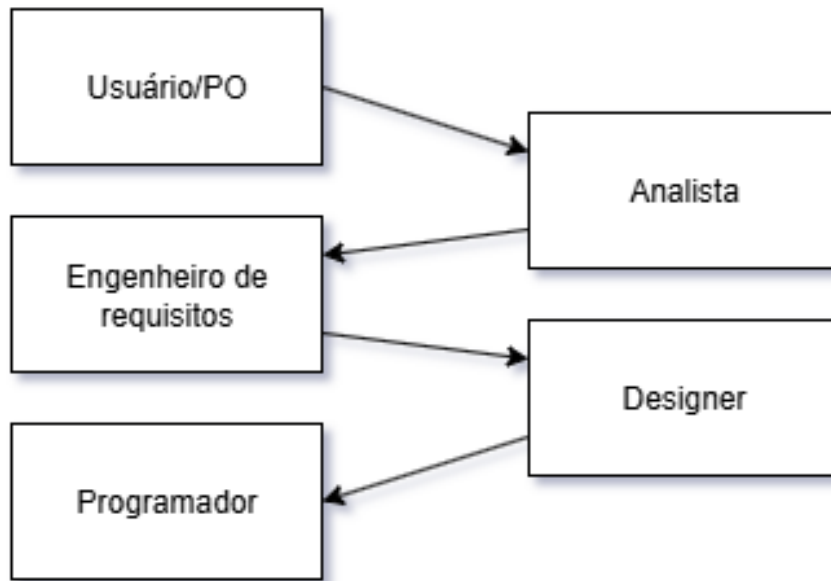 Usuário/PO
Analista
Engenheiro de
requisitos
Designer
Programador